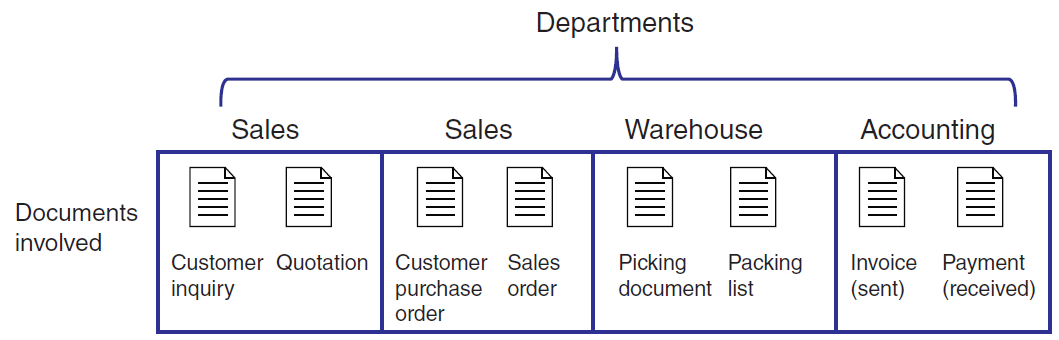 Departments
Sales
Sales
Warehouse
Accounting
Documents
involved
Customer
inquiry
Quotation
Customer
purchase
order
Sales
order
Picking
document
Packing
list
Invoice
(sent)
Payment
(received)